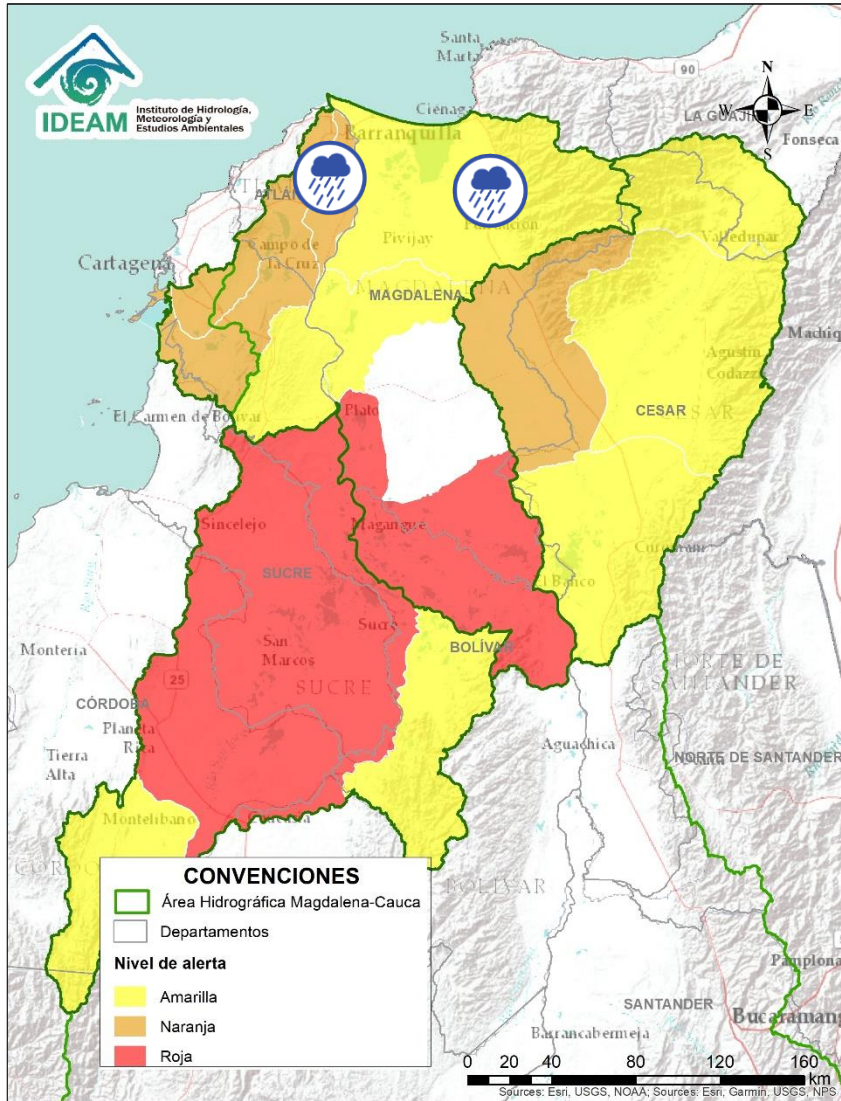 IDEAM
Instituto de Hidrología,
Meteorología y
Estudios Ambientales
Santa
Marta
90
N
W
E
S
LA GUAJI
Ciénaga
Barranquilla
Fonseca
ATLÁN
Valledupar
Pivijay
Campo de
la Cruz
Cartagena
MAGDALENA
Agustín
Codazzi
El Carmen de Bolívar
Plato
CESAR
Sincelejo
Magangué
SUCRE
El Banco
Sucre
San
Marcos
BOLÍVAR
Montería
25
SUCRE
NORTE DE
SANTANDER
CÓRDOBA
Planeta
Rica
Tierra
Alta
Aguachica
NORTE DE SANTANDER
Montelíbano
CONVENCIONES
Área Hidrográfica Magdalena-Cauca
Departamentos
Nivel de alerta
Amarilla
Naranja
Roja
BOLÍVAR
Pamplona
SANTANDER
Bucaramang
Barrancabermeja
0 20 40 80 120 160
km
Sources: Esri, USGS, NOAA; Sources: Esri, Garmin, USGS, NPS